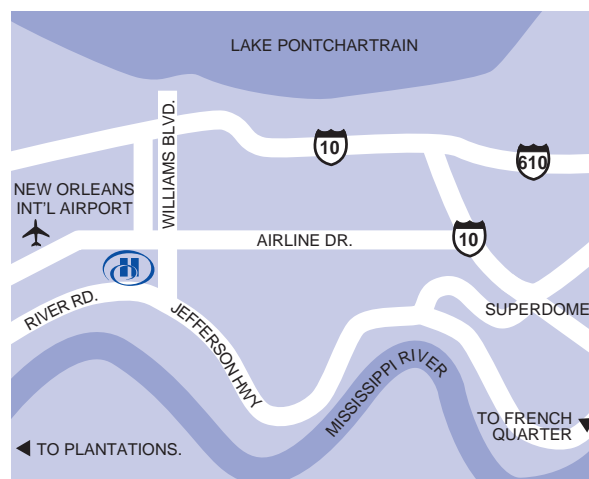 LAKE PONTCHARTRAIN
WILLIAMS BLVD.
10
610
NEW ORLEANS
INT'L AIRPORT
AIRLINE DR.
10
H
RIVER RD.
JEFFERSON HWY
SUPERDOME
MISSISSIPPI RIVER
TO FRENCH
QUARTER
TO PLANTATIONS.